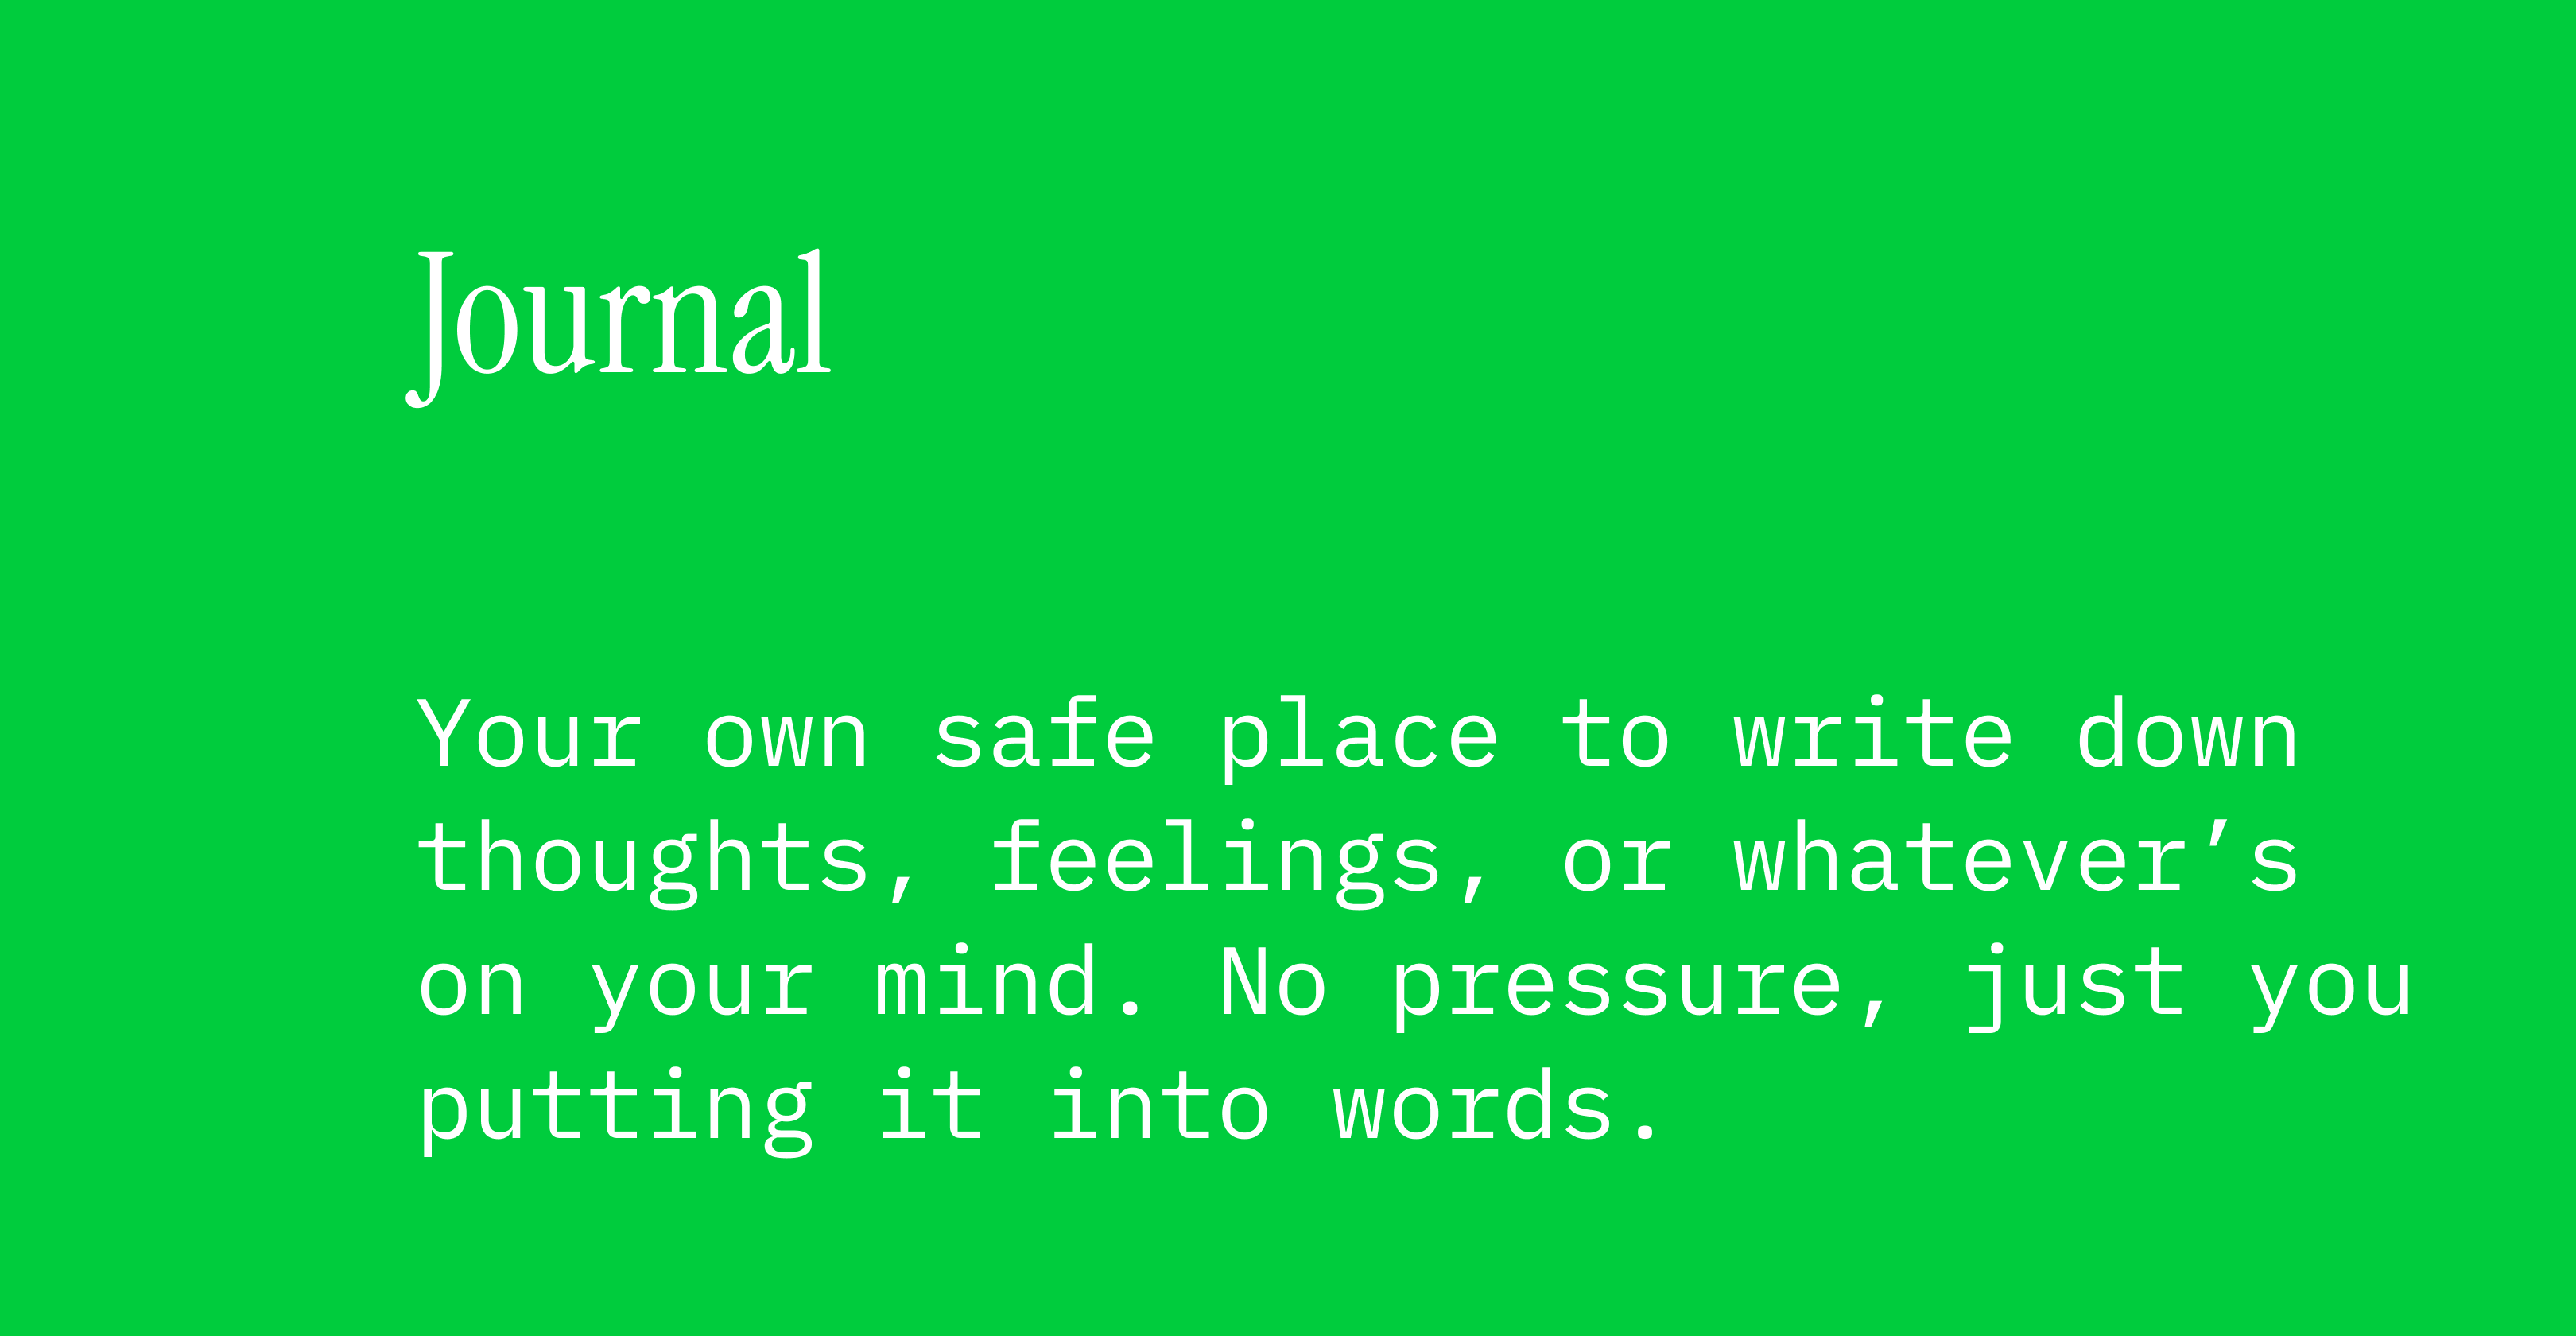 Journal
Your own safe place to write down
thoughts, feelings, or whatever’s
on your mind. No pressure, just you
putting it into words.